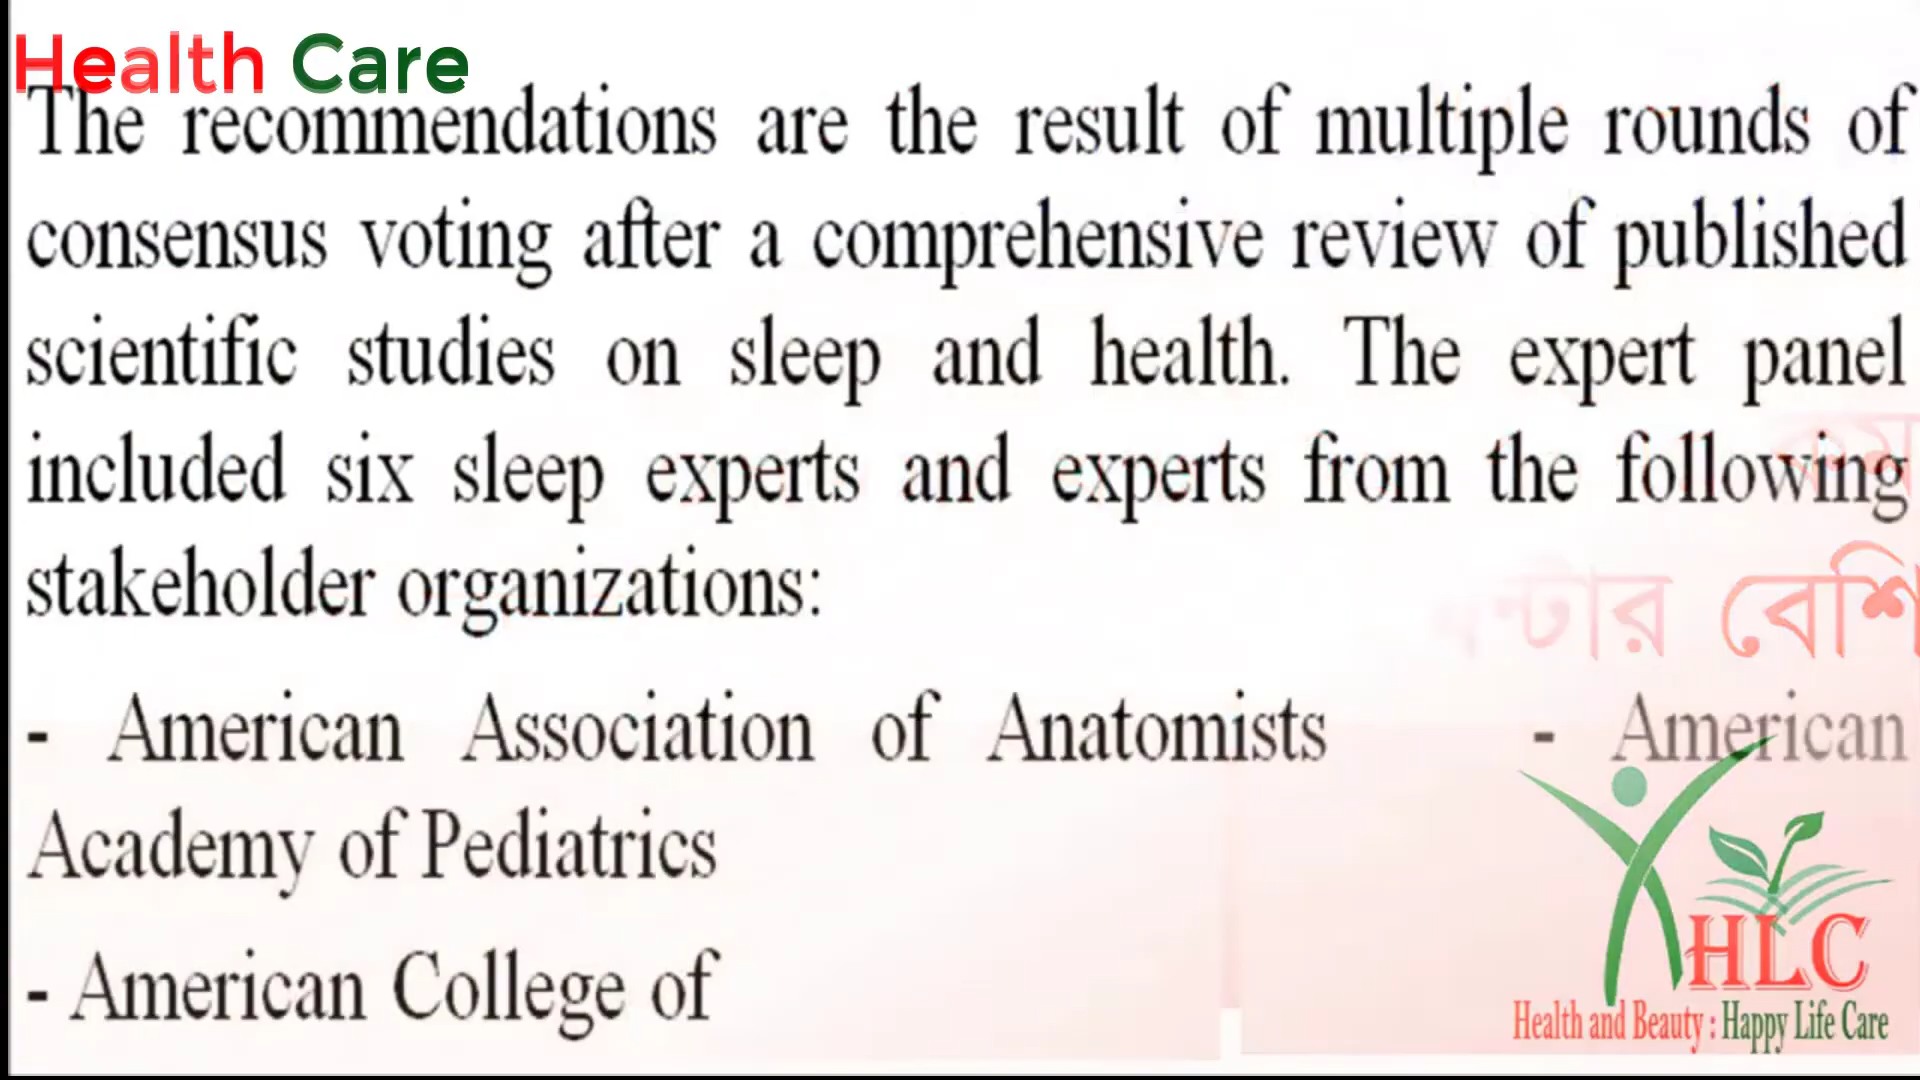 Health Care
The recommendations are the result of multiple rounds of
consensus voting after a comprehensive review of published
scientific studies on sleep and health. The expert panel
included six sleep experts and experts from the following
stakeholder organizations:
ঘন্টার বেশি
- American Association of Anatomists - American
Academy of Pediatrics
- American College of
HLC
Health and Beauty : Happy Life Care